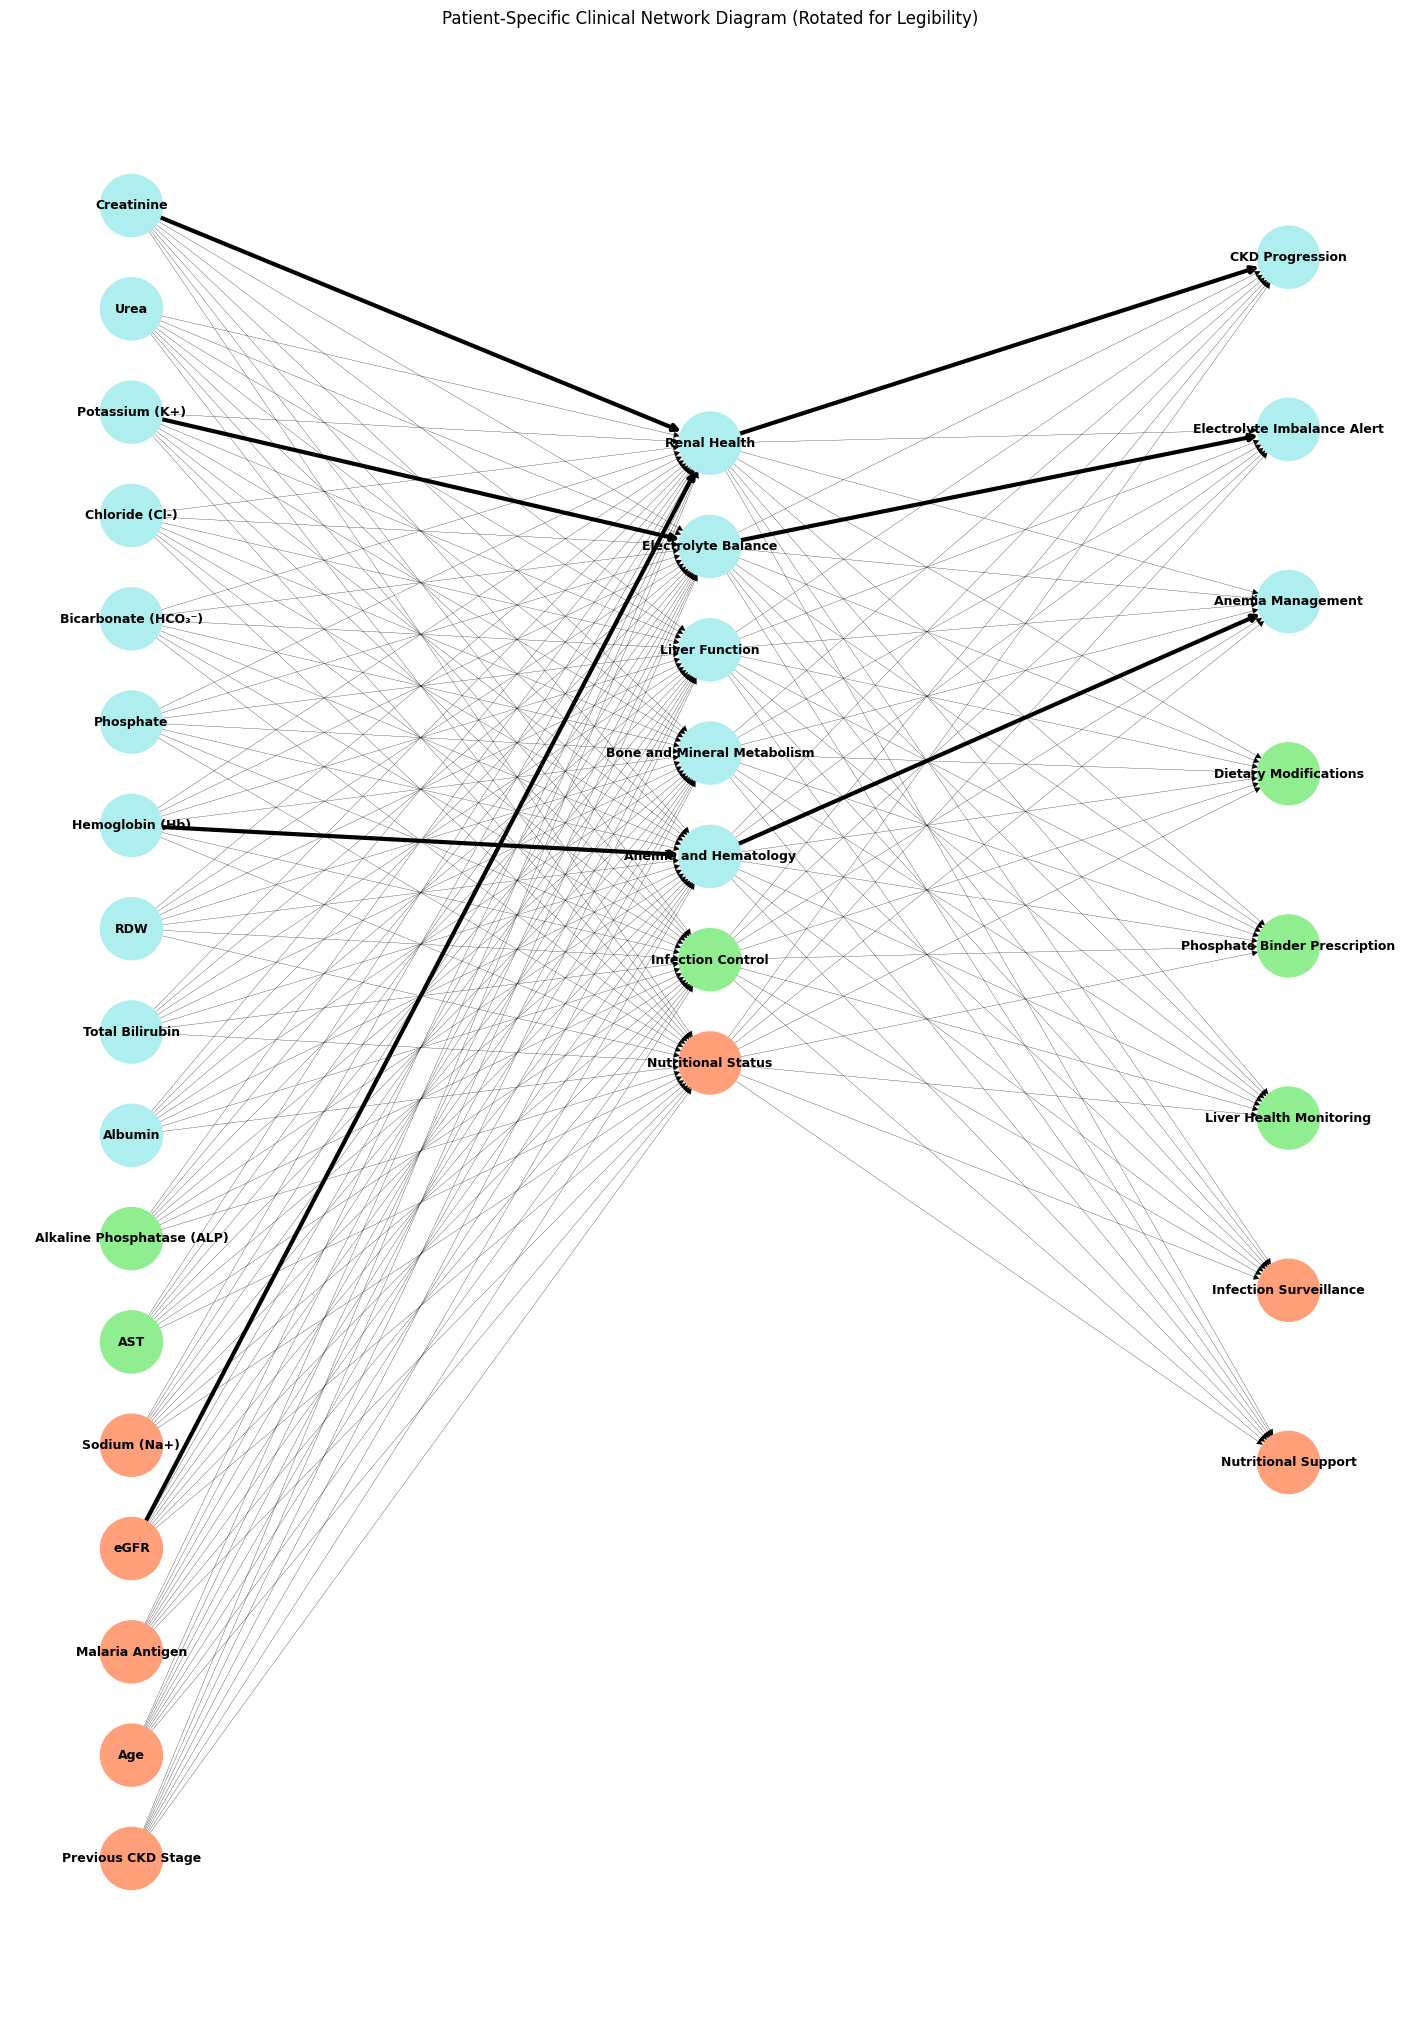 Patient-Specific Clinical Network Diagram (Rotated for Legibility)
Creatinine
Urea
Potassium (K+)
Chloride (Cl-)
Bicarbonate (HCO₃⁻)
Phosphate
Hemoglobin (Hb)
RDW
Total Bilirubin
Albumin
Alkaline Phosphatase (ALP)
AST
Sodium (Na+)
eGFR
Malaria Antigen
Age
Previous CKD Stage
Renal Health
Electrolyte Balance
Liver Function
Bone and Mineral Metabolism
Anemia and Hematology
Infection Control
Nutritional Status
CKD Progression
Electrolyte Imbalance Alert
Anemia Management
Dietary Modifications
Phosphate Binder Prescription
Liver Health Monitoring
Infection Surveillance
Nutritional Support